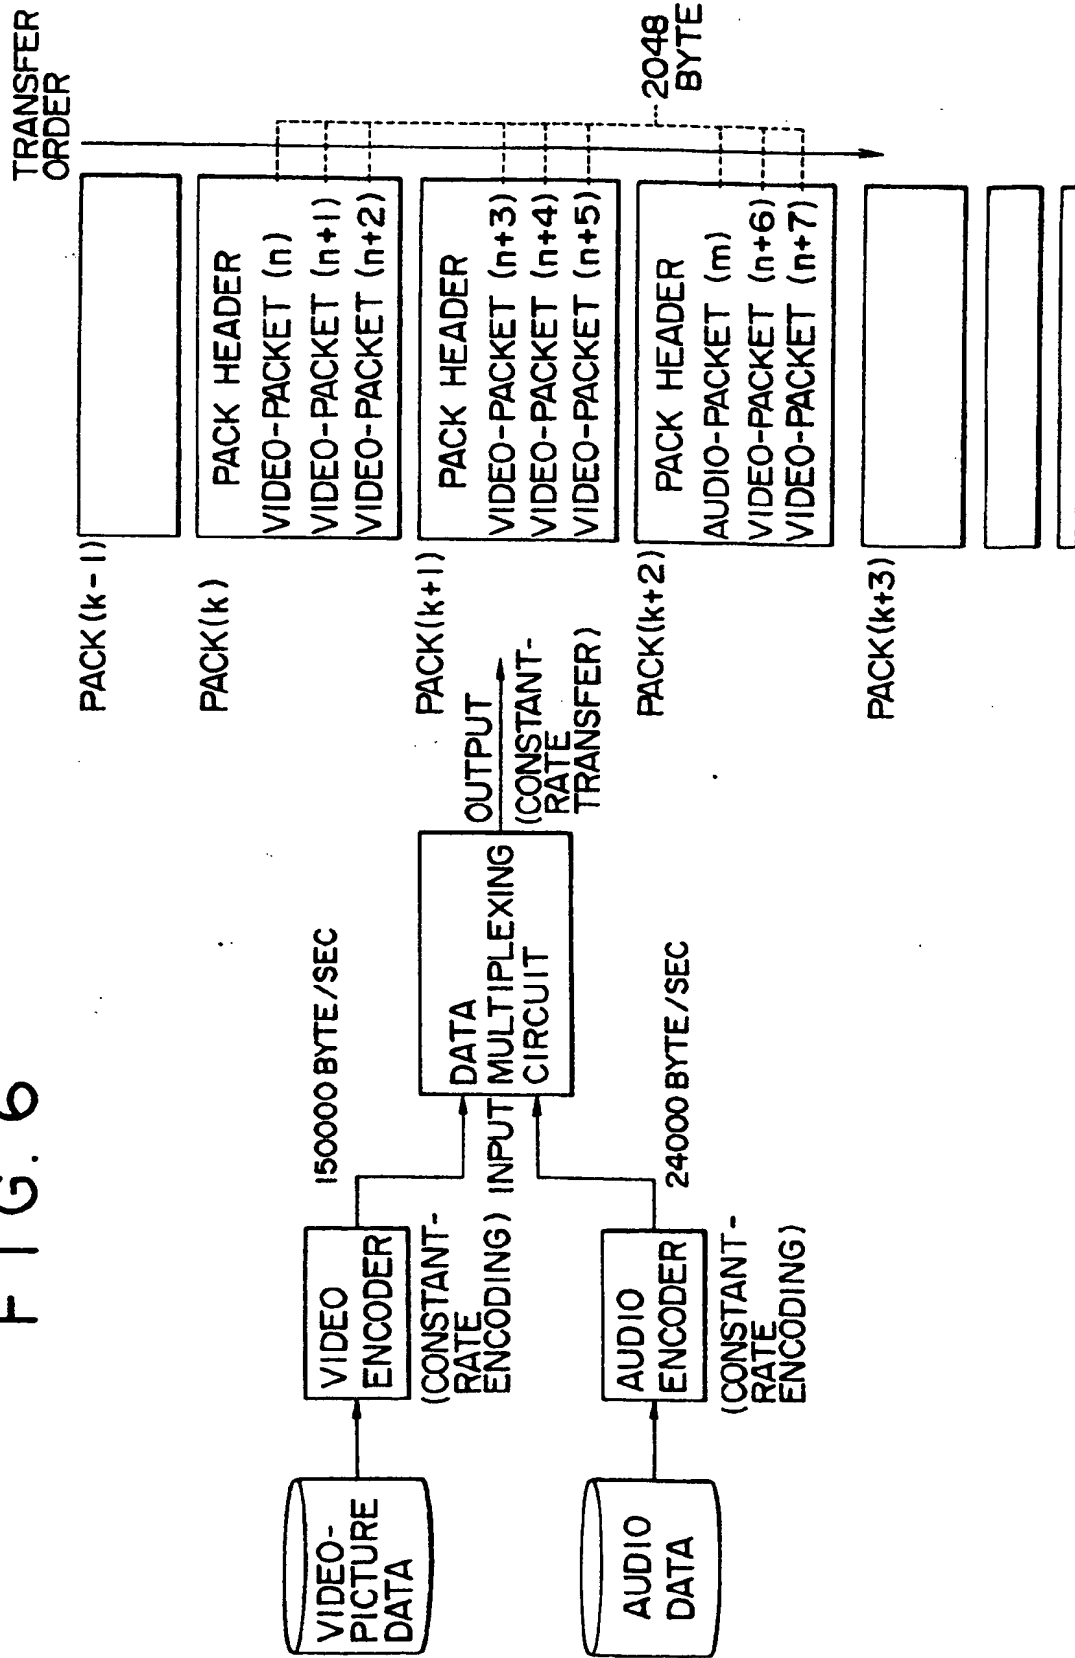 FIG. 6
VIDEO-
PICTURE
DATA
AUDIO
DATA
VIDEO
ENCODER
(CONSTANT-
RATE
ENCODING)
AUDIO
ENCODER
(CONSTANT-
RATE
ENCODING)
150000 BYTE/SEC
24000 BYTE/SEC
INPUT
DATA
MULTIPLEXING
CIRCUIT
OUTPUT
(CONSTANT-
RATE
TRANSFER)
TRANSFER
ORDER
PACK(k-1)
PACK(k)
PACK HEADER
VIDEO-PACKET (n)
VIDEO-PACKET (n+1)
VIDEO-PACKET (n+2)
PACK(k+1)
PACK HEADER
VIDEO-PACKET (n+3)
VIDEO-PACKET (n+4)
VIDEO-PACKET (n+5)
PACK(k+2)
PACK HEADER
AUDIO-PACKET (m)
VIDEO-PACKET (n+6)
VIDEO-PACKET (n+7)
PACK(k+3)
2048
BYTE